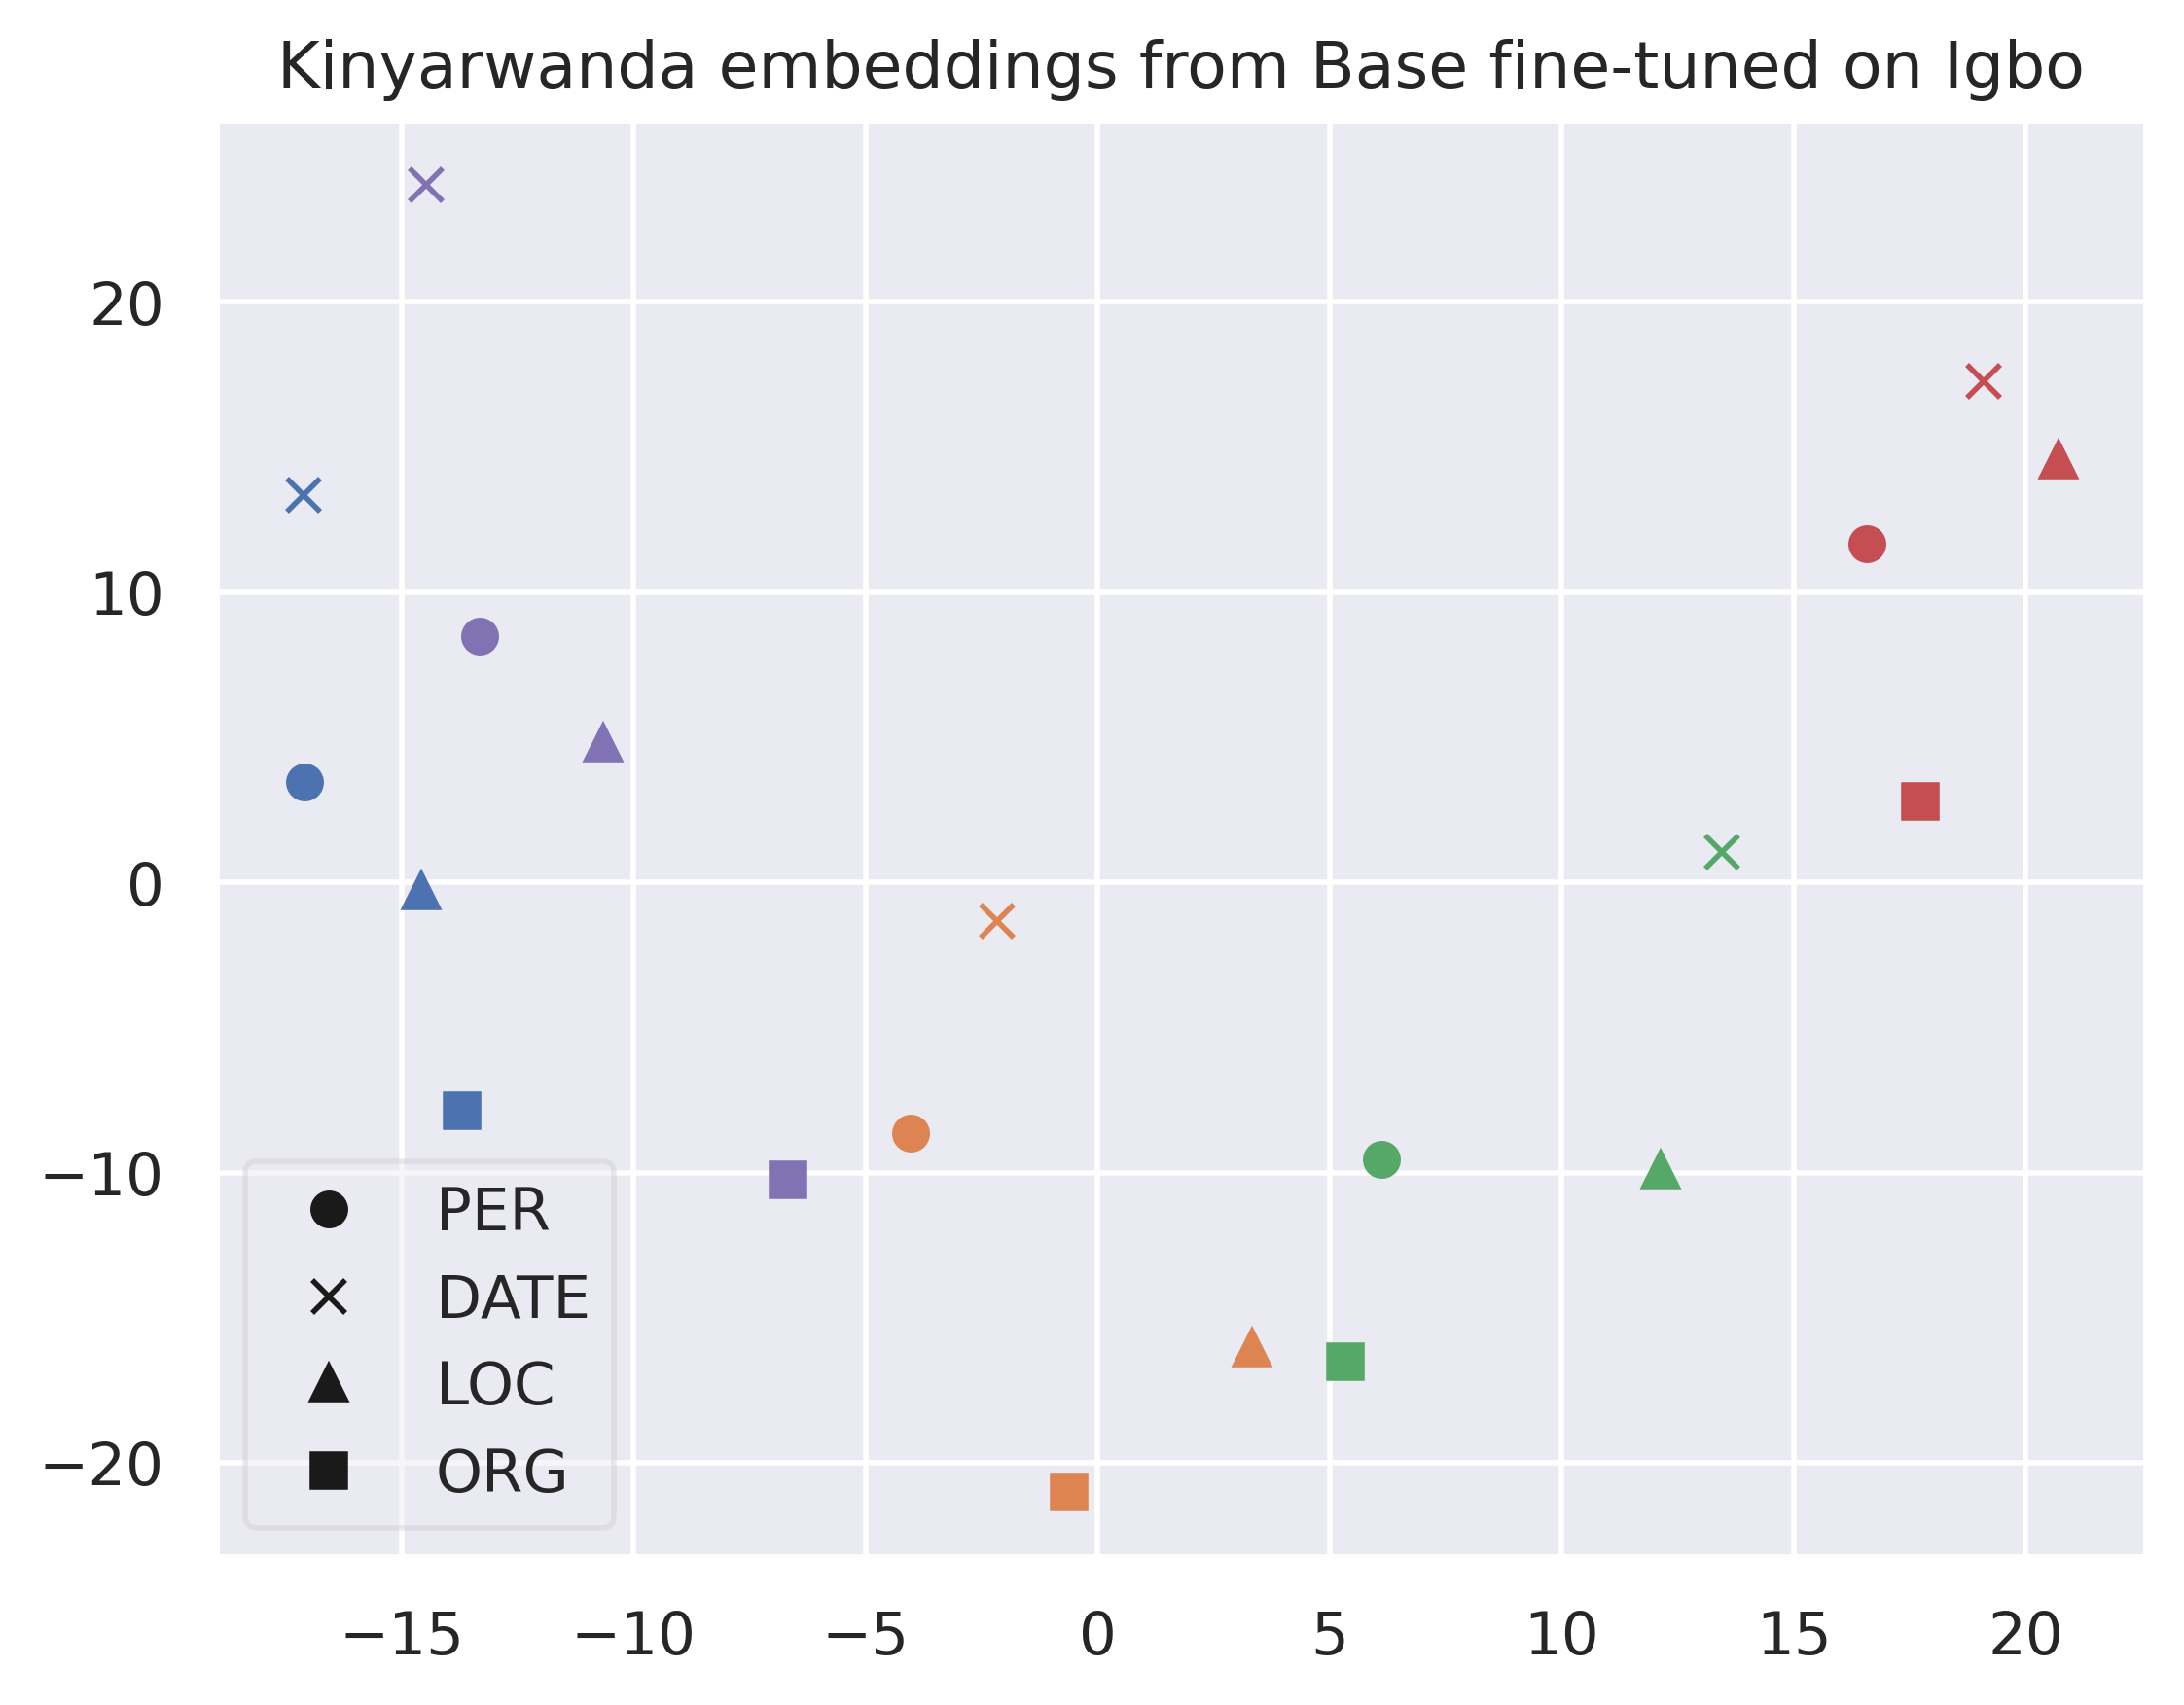 Kinyarwanda embeddings from Base fine-tuned on Igbo
20
10
0
−10
−20
PER
DATE
LOC
ORG
−15 −10 −5 0 5 10 15 20